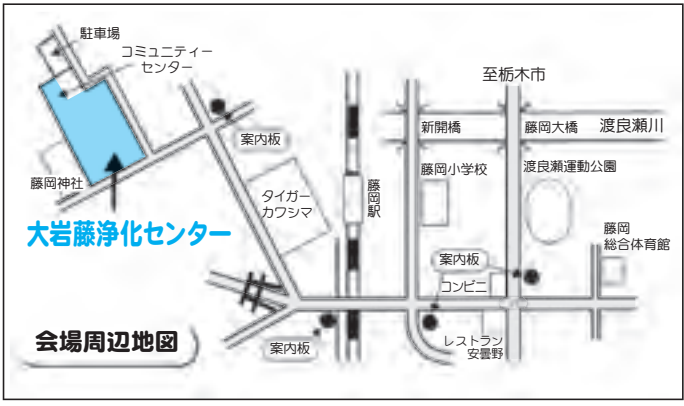 駐車場
コミュニティー
センター
至栃木市
案内板
新開橋
藤岡大橋
渡良瀬川
藤岡神社
タイガー
カワシマ
藤岡駅
藤岡小学校
渡良瀬運動公園
大岩藤浄化センター
藤岡
総合体育館
案内板
コンビニ
会場周辺地図
案内板
レストラン
安曇野